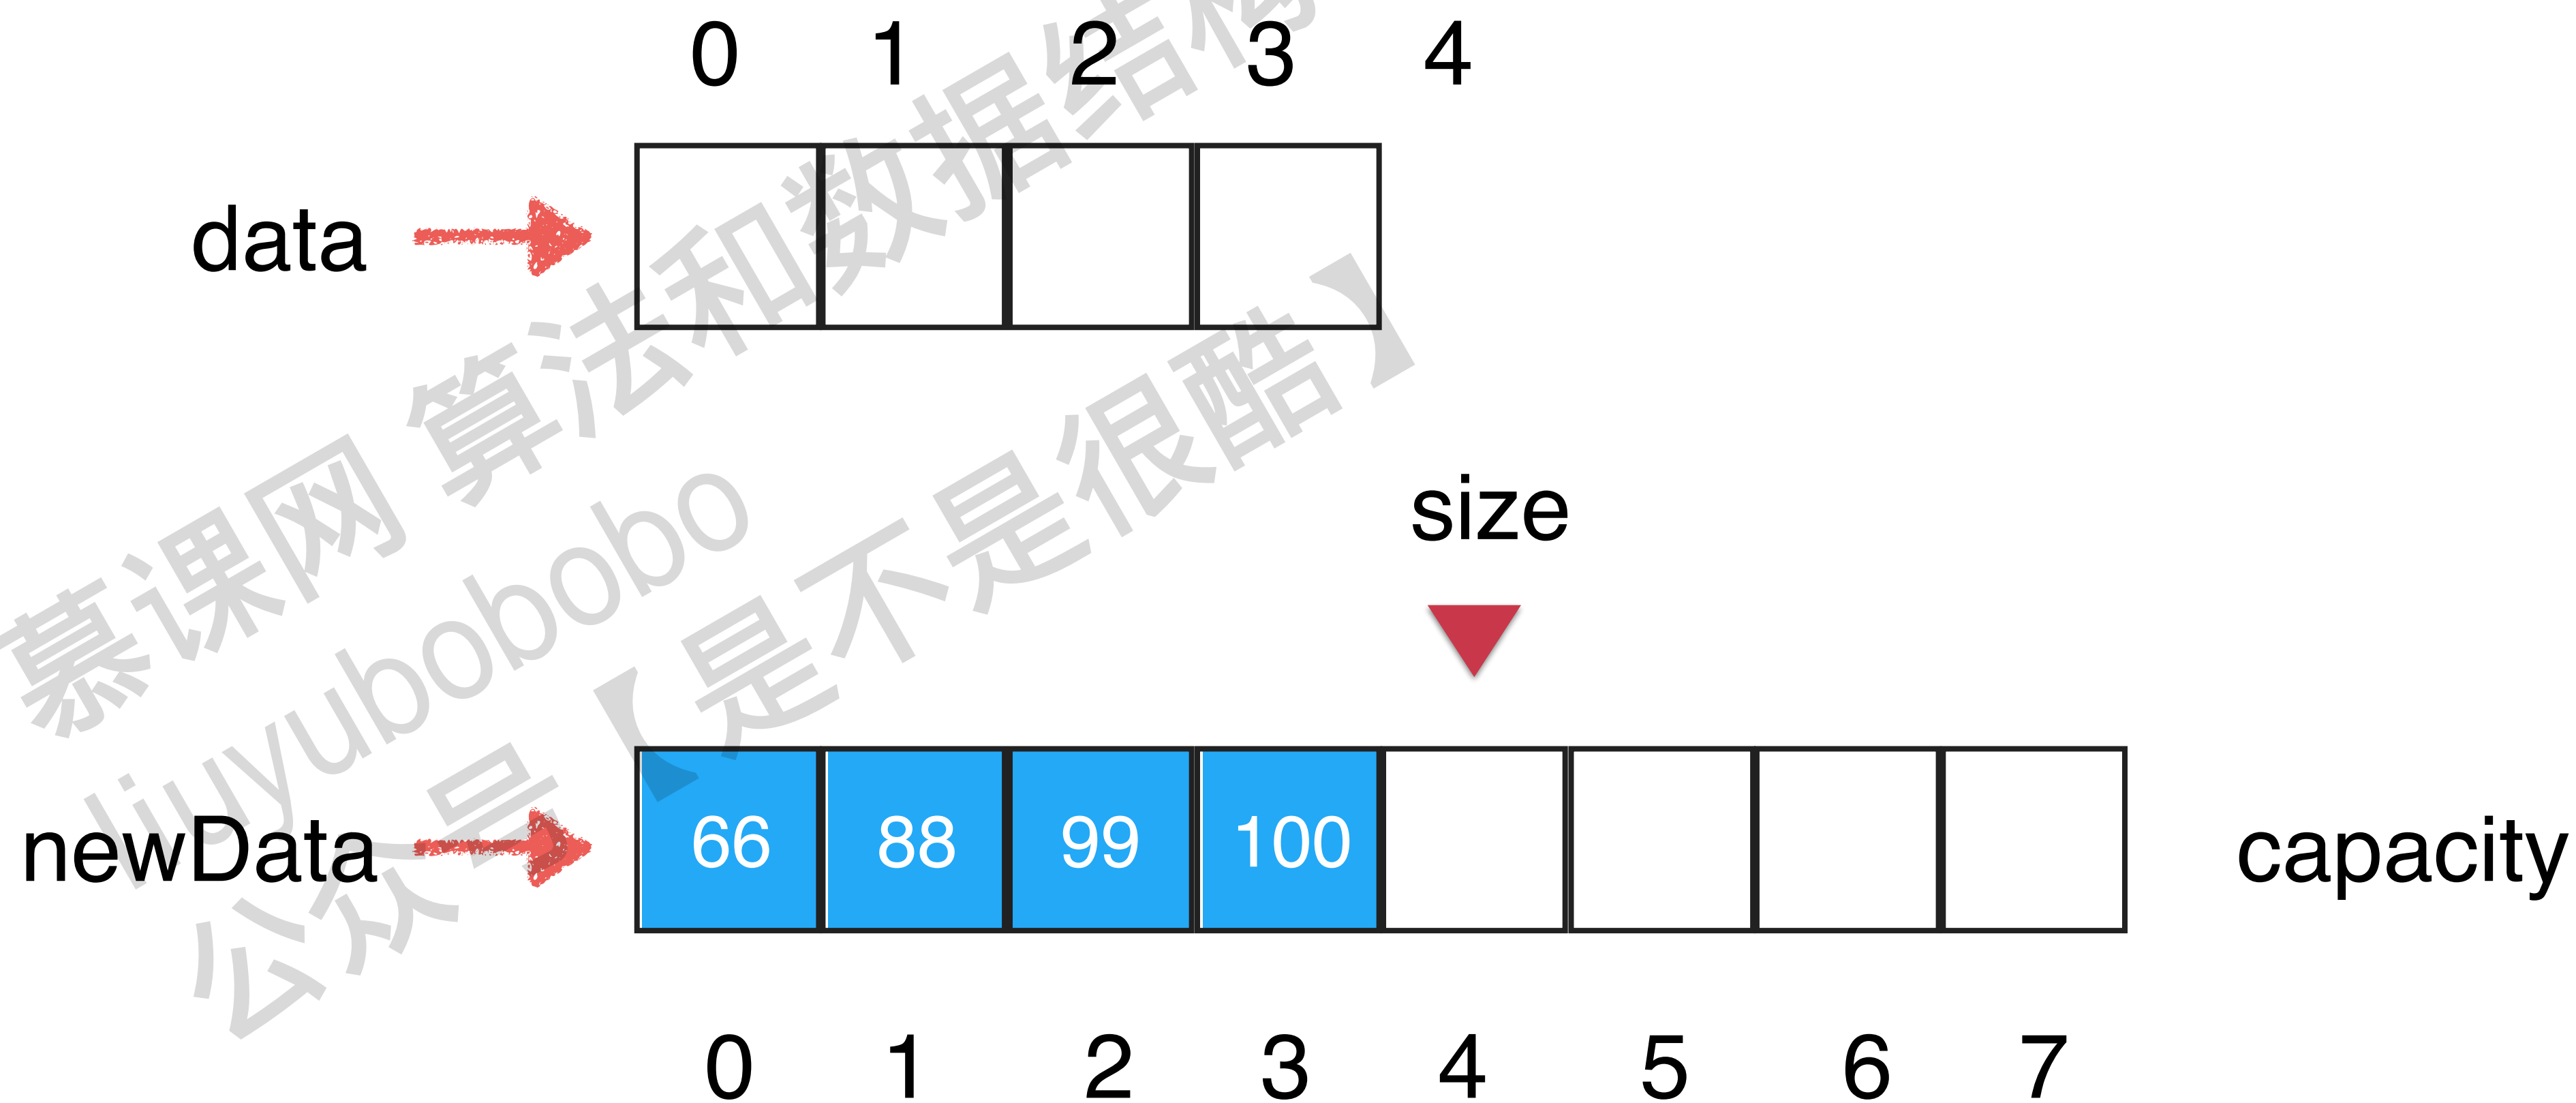 0 1 2 3 4
data
size
newData 66 88 99 100 capacity
0 1 2 3 4 5 6 7
慕课网 算法和数据结构
liuyubobobo
公众号【是不是很酷】